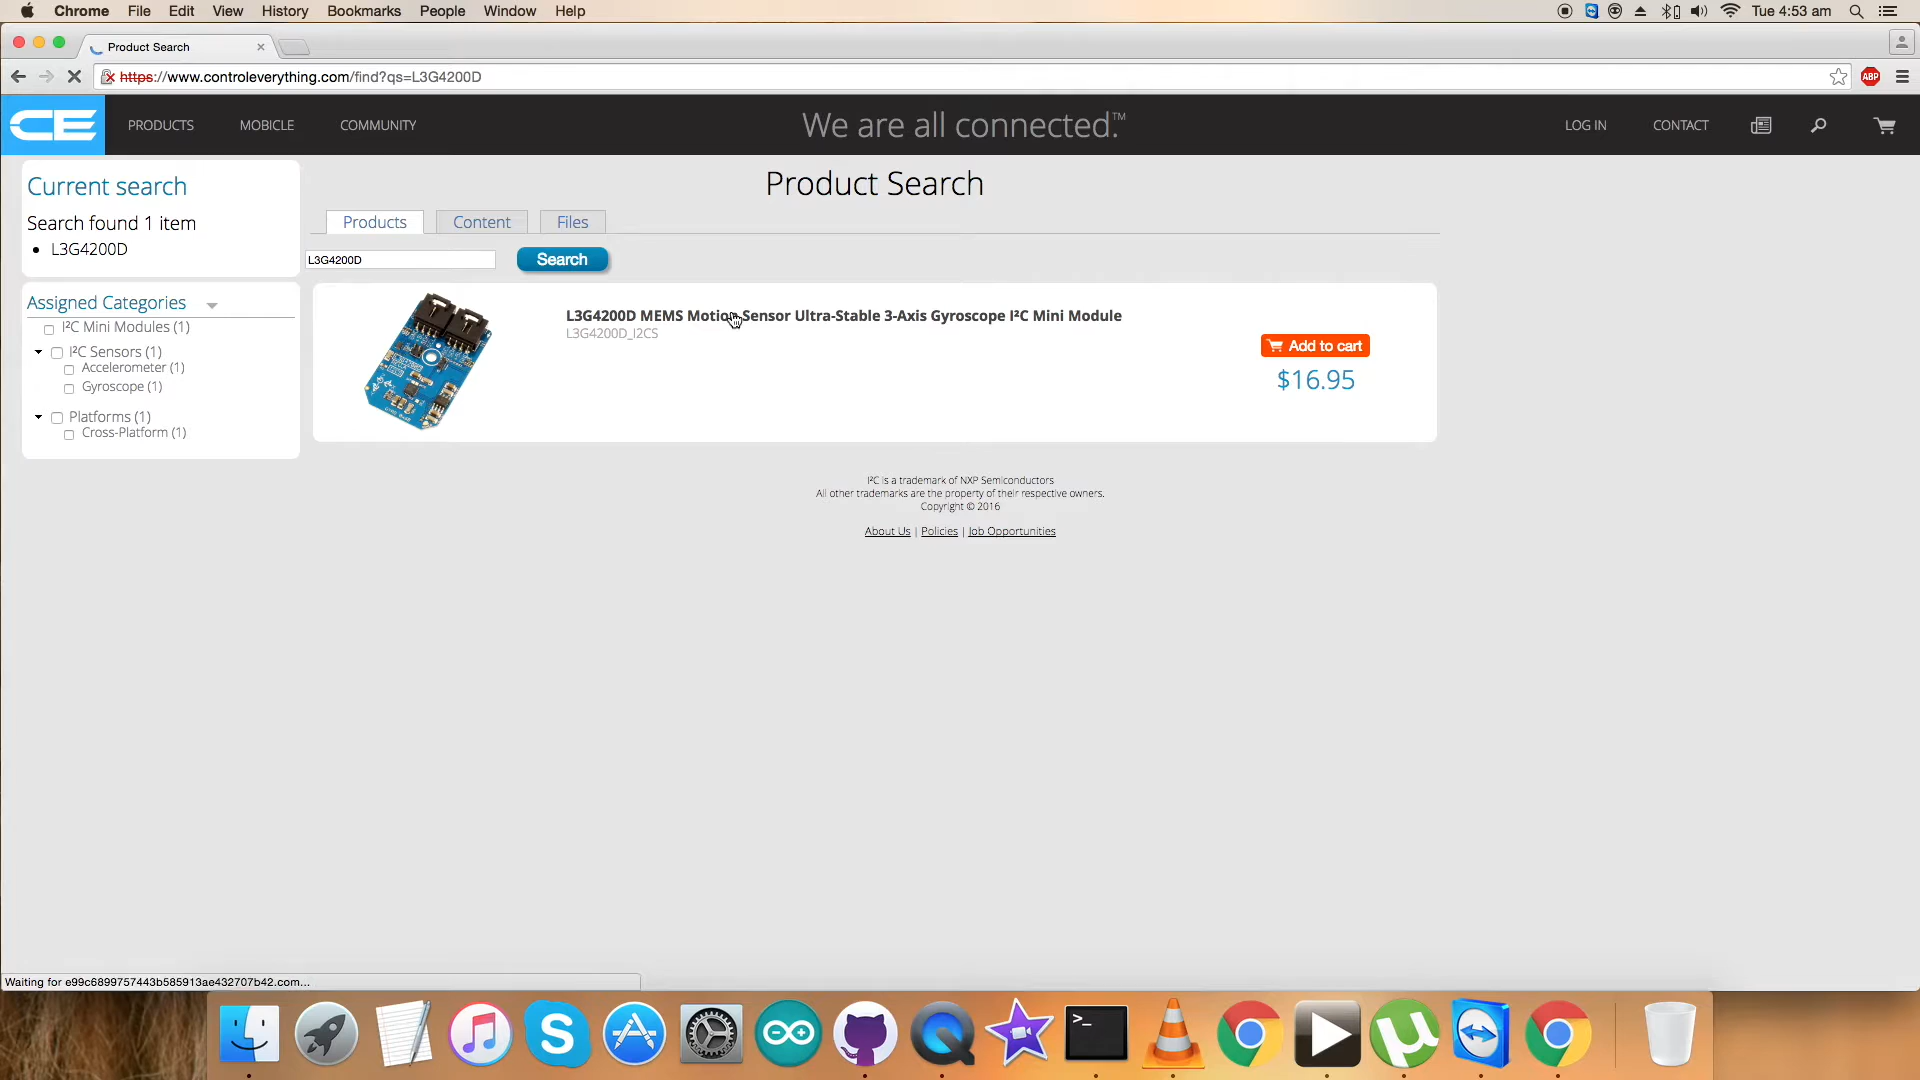 Chrome File Edit View History Bookmarks People Window Help Tue 4:53 am
Product Search
https://www.controleverything.com/find?qs=L3G4200D
ABP
CE PRODUCTS MOBICLE COMMUNITY We are all connected.™ LOG IN CONTACT
Current search
Search found 1 item
L3G4200D
Assigned Categories
I²C Mini Modules (1)
I²C Sensors (1)
Accelerometer (1)
Gyroscope (1)
Platforms (1)
Cross-Platform (1)
Product Search
Products Content Files
L3G4200D Search
L3G4200D MEMS Motion Sensor Ultra-Stable 3-Axis Gyroscope I²C Mini Module
L3G4200D_I2CS
Add to cart
$16.95
I²C is a trademark of NXP Semiconductors
All other trademarks are the property of their respective owners.
Copyright © 2016
About Us | Policies | Job Opportunities
Waiting for e99c6899757443b585913ae432707b42.com...